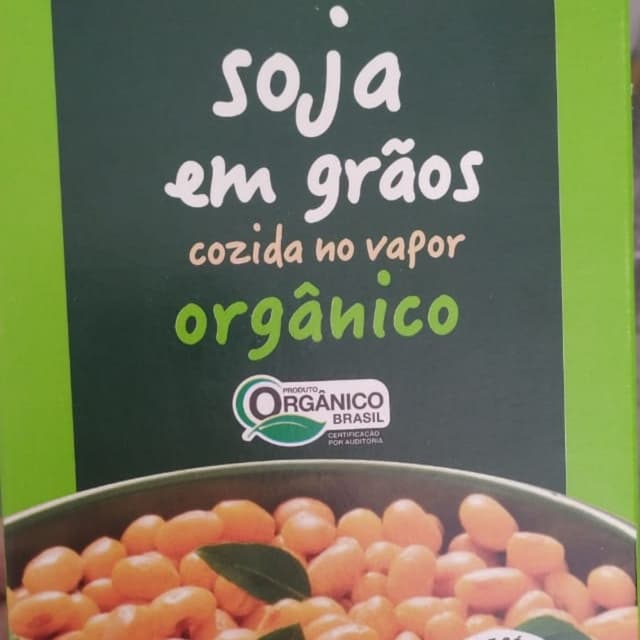 soja
em grãos
cozida no vapor
orgânico
PRODUTO
ORGÂNICO
BRASIL
CERTIFICAÇÃO
POR AUDITORIA